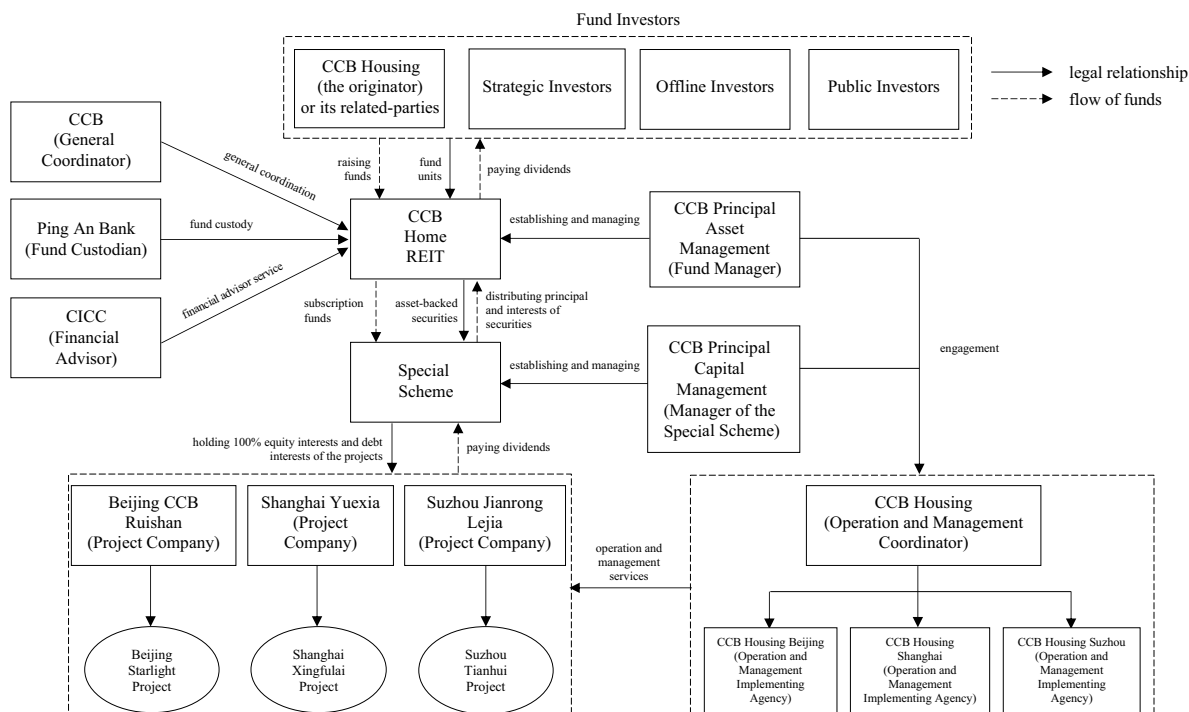 Fund Investors
CCB Housing
(the originator)
or its related-parties
Strategic Investors
Offline Investors
Public Investors
legal relationship
flow of funds
CCB
(General
Coordinator)
general coordination
raising
funds
fund
units
paying dividends
Ping An Bank
(Fund Custodian)
fund custody
CCB
Home
REIT
establishing and managing
CCB Principal
Asset
Management
(Fund Manager)
CICC
(Financial
Advisor)
financial advisor service
subscription
funds
asset-backed
securities
distributing principal
and interests of
securities
Special
Scheme
establishing and managing
CCB Principal
Capital
Management
(Manager of the
Special Scheme)
engagement
holding 100% equity interests and debt
interests of the projects
paying dividends
Beijing CCB
Ruishan
(Project Company)
Shanghai Yuexia
(Project
Company)
Suzhou Jianrong
Lejia
(Project Company)
operation and
management
services
CCB Housing
(Operation and Management
Coordinator)
Beijing
Starlight
Project
Shanghai
Xingfulai
Project
Suzhou
Tianhui
Project
CCB Housing Beijing
(Operation and
Management
Implementing
Agency)
CCB Housing
Shanghai
(Operation and
Management
Implementing Agency)
CCB Housing Suzhou
(Operation and
Management
Implementing
Agency)